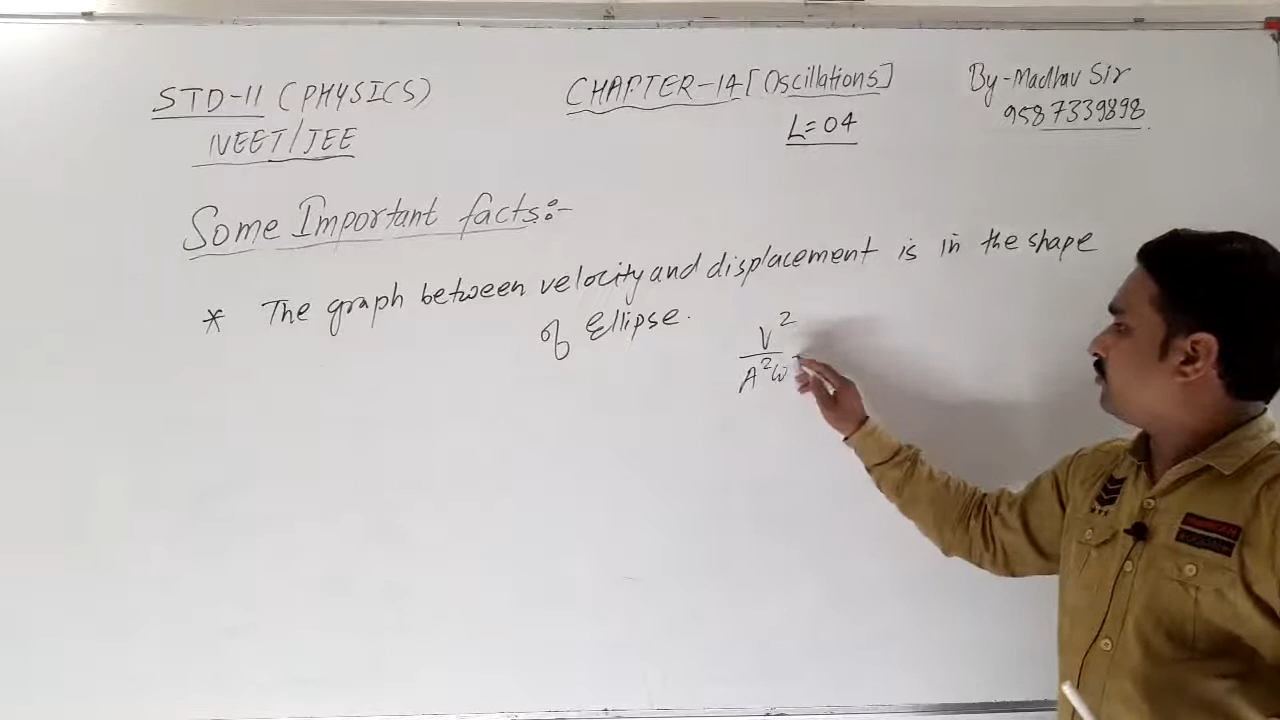 STD-11 (PHYSICS)
NEET/JEE
CHAPTER-14 [Oscillations]
L=04
By-Madhav Sir
9587339898
Some Important facts:-
* The graph between velocity and displacement is in the shape
of Ellipse.
V²
A²ω